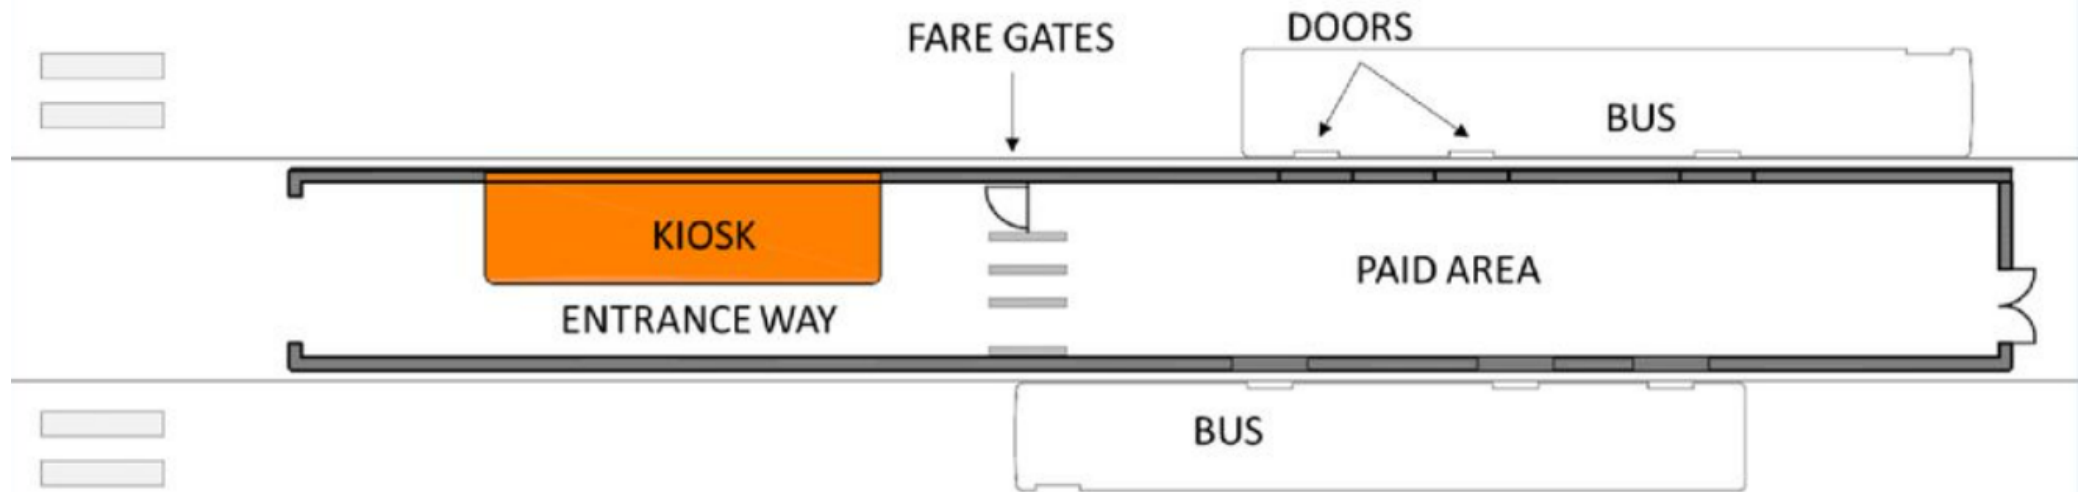 FARE GATES
DOORS
BUS
KIOSK
ENTRANCE WAY
PAID AREA
BUS